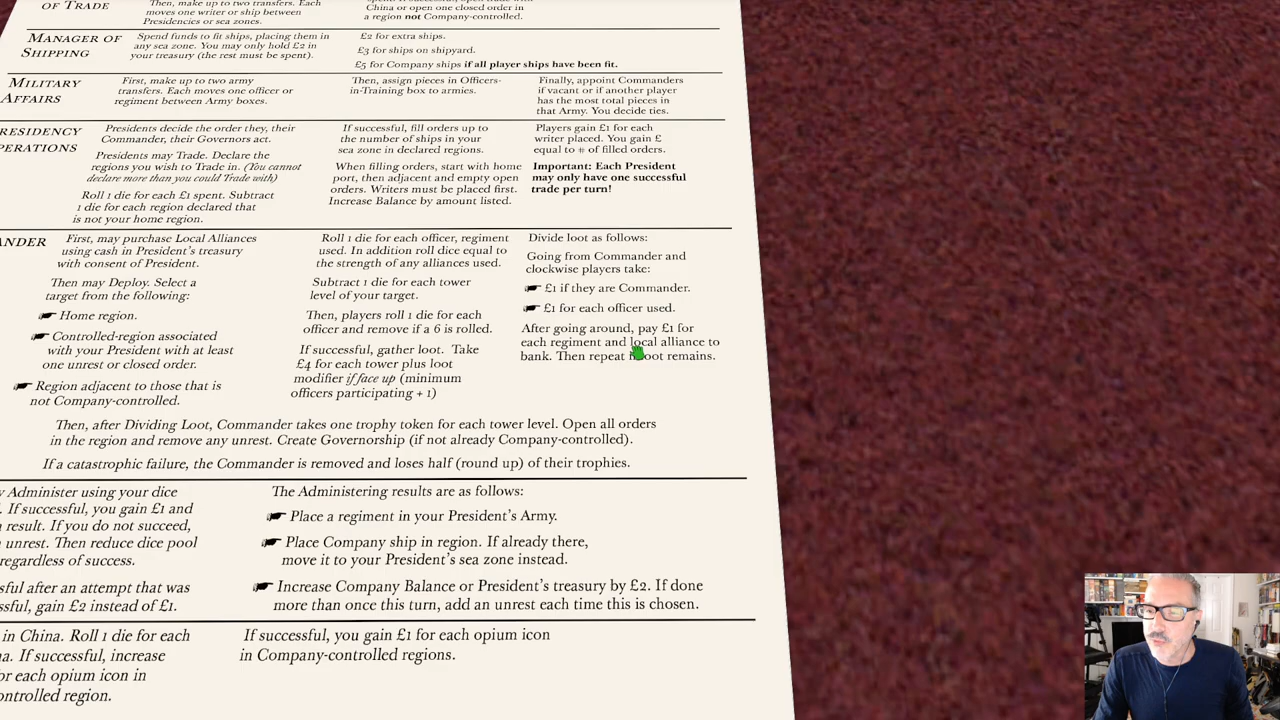 OF TRADE
Then, make up to two transfers. Each
moves one writer or ship between
Presidencies or sea zones.
China or open one closed order in
a region not Company-controlled.
MANAGER OF
SHIPPING
Spend funds to fit ships, placing them in
any sea zone. You may only hold £2 in
your treasury (the rest must be spent).
£2 for extra ships.
£3 for ships on shipyard.
£5 for Company ships if all player ships have been fit.
MILITARY
AFFAIRS
First, make up to two army
transfers. Each moves one officer or
regiment between Army boxes.
Then, assign pieces in Officers-
in-Training box to armies.
Finally, appoint Commanders
if vacant or if another player
has the most total pieces in
that Army. You decide ties.
RESIDENCY
PERATIONS
Presidents decide the order they, their
Commander, their Governors act.
Presidents may Trade. Declare the
regions you wish to Trade in. (You cannot
declare more than you could Trade with)
Roll 1 die for each £1 spent. Subtract
1 die for each region declared that
is not your home region.
If successful, fill orders up to
the number of ships in your
sea zone in declared regions.
When filling orders, start with home
port, then adjacent and empty open
orders. Writers must be placed first.
Increase Balance by amount listed.
Players gain £1 for each
writer placed. You gain £
equal to # of filled orders.
Important: Each President
may only have one successful
trade per turn!
ANDER
First, may purchase Local Alliances
using cash in President's treasury
with consent of President.
Then may Deploy. Select a
target from the following:
☛ Home region.
☛ Controlled-region associated
with your President with at least
one unrest or closed order.
☛ Region adjacent to those that is
not Company-controlled.
Roll 1 die for each officer, regiment
used. In addition roll dice equal to
the strength of any alliances used.
Subtract 1 die for each tower
level of your target.
Then, players roll 1 die for each
officer and remove if a 6 is rolled.
If successful, gather loot. Take
£4 for each tower plus loot
modifier if face up (minimum
officers participating + 1)
Divide loot as follows:
Going from Commander and
clockwise players take:
☛ £1 if they are Commander.
☛ £1 for each officer used.
After going around, pay £1 for
each regiment and local alliance to
bank. Then repeat if loot remains.
Then, after Dividing Loot, Commander takes one trophy token for each tower level. Open all orders
in the region and remove any unrest. Create Governorship (if not already Company-controlled).
If a catastrophic failure, the Commander is removed and loses half (round up) of their trophies.
y Administer using your dice
. If successful, you gain £1 and
result. If you do not succeed,
unrest. Then reduce dice pool
regardless of success.
sful after an attempt that was
ssful, gain £2 instead of £1.
The Administering results are as follows:
☛ Place a regiment in your President's Army.
☛ Place Company ship in region. If already there,
move it to your President's sea zone instead.
☛ Increase Company Balance or President's treasury by £2. If done
more than once this turn, add an unrest each time this is chosen.
in China. Roll 1 die for each
a. If successful, increase
or each opium icon in
ontrolled region.
If successful, you gain £1 for each opium icon
in Company-controlled regions.